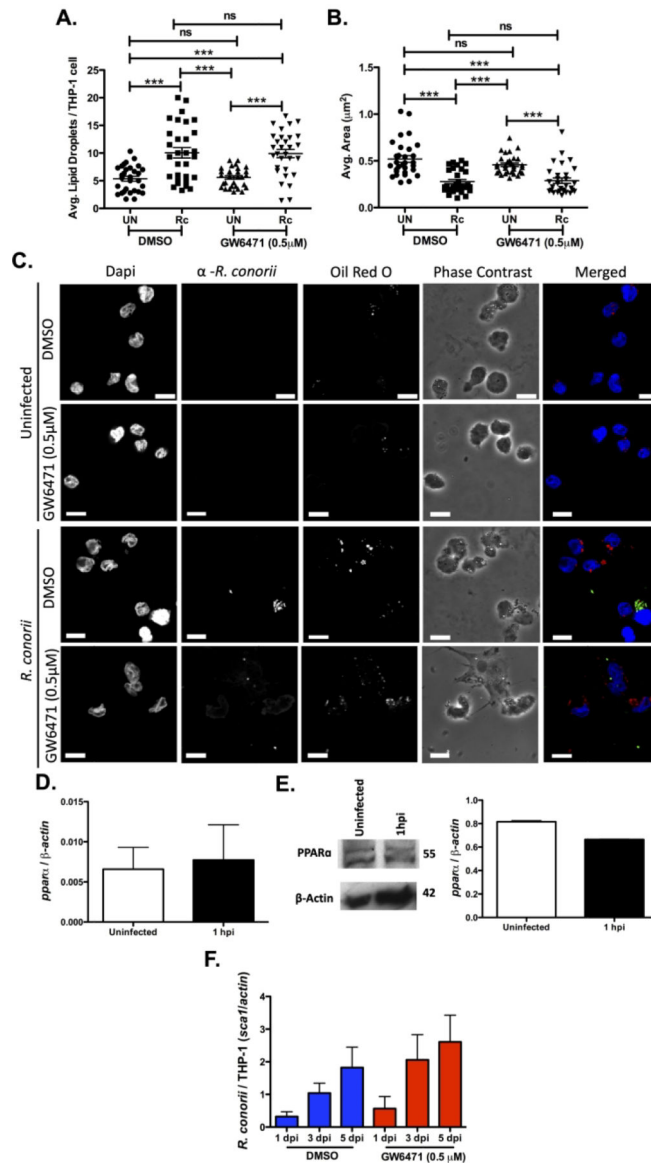 A.
ns
ns
***
*** *** ***
Avg. Lipid Droplets / THP-1 cell
25
20
15
10
5
0
UN Rc UN Rc
DMSO GW6471 (0.5μM)
B.
ns
ns
***
*** *** ***
Avg. Area (μm²)
1.5
1.0
0.5
0.0
UN Rc UN Rc
DMSO GW6471 (0.5μM)
C.
Dapi α -R. conorii Oil Red O Phase Contrast Merged
Uninfected
DMSO
GW6471 (0.5μM)
R. conorii
DMSO
GW6471 (0.5μM)
D.
pparα / β-actin
0.015
0.010
0.005
0.000
Uninfected 1 hpi
E.
Uninfected 1hpi
PPARα 55
β-Actin 42
pparα / β-actin
1.0
0.8
0.6
0.4
0.2
0.0
Uninfected 1 hpi
F.
R. conorii / THP-1 (sca1/actin)
4
3
2
1
0
1 dpi 3 dpi 5 dpi 1 dpi 3 dpi 5 dpi
DMSO GW6471 (0.5 μM)